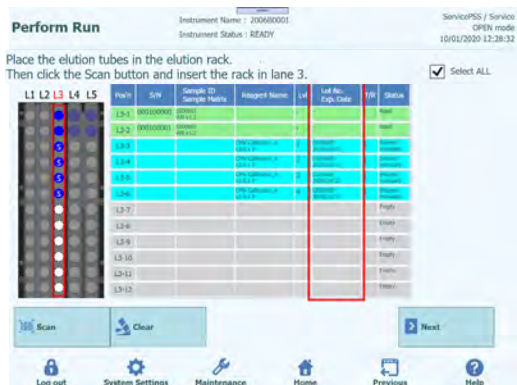 Perform Run
Instrument Name : 200680001
Instrument Status : READY
ServicePSS / Service
OPEN mode
10/01/2020 12:28:32
Place the elution tubes in the elution rack.
Then click the Scan button and insert the rack in lane 3.
Select ALL
L1 L2 L3 L4 L5
Pos'n S/N Sample ID Sample Matrix Reagent Name Lvl Lot No. Exp. Date T/R Status
L3-1
L3-2
L3-3
L3-4
L3-5
L3-6
L3-7 Empty
L3-8 Empty
L3-9 Empty
L3-10 Empty
L3-11 Empty
L3-12 Empty
Scan
Clear
Next
Log out
System Settings
Maintenance
Home
Previous
Help